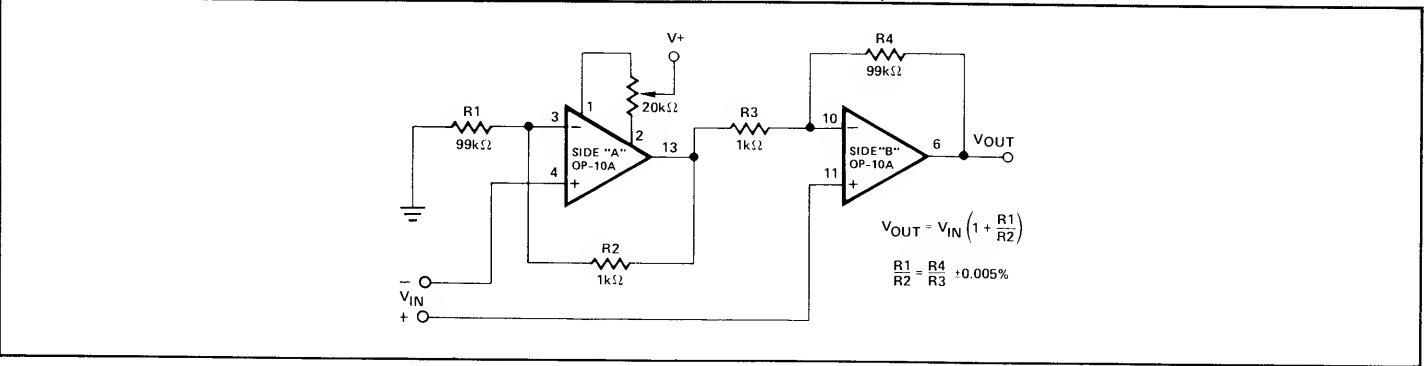 V+
R4
99kΩ
20kΩ
1
R1
99kΩ
3
−
2
SIDE "A"
OP-10A
13
4
+
R3
1kΩ
10
−
SIDE "B"
OP-10A
6
VOUT
11
+
R2
1kΩ
VOUT = VIN (1 + R1/R2)
R1/R2 = R4/R3 ±0.005%
−
VIN
+